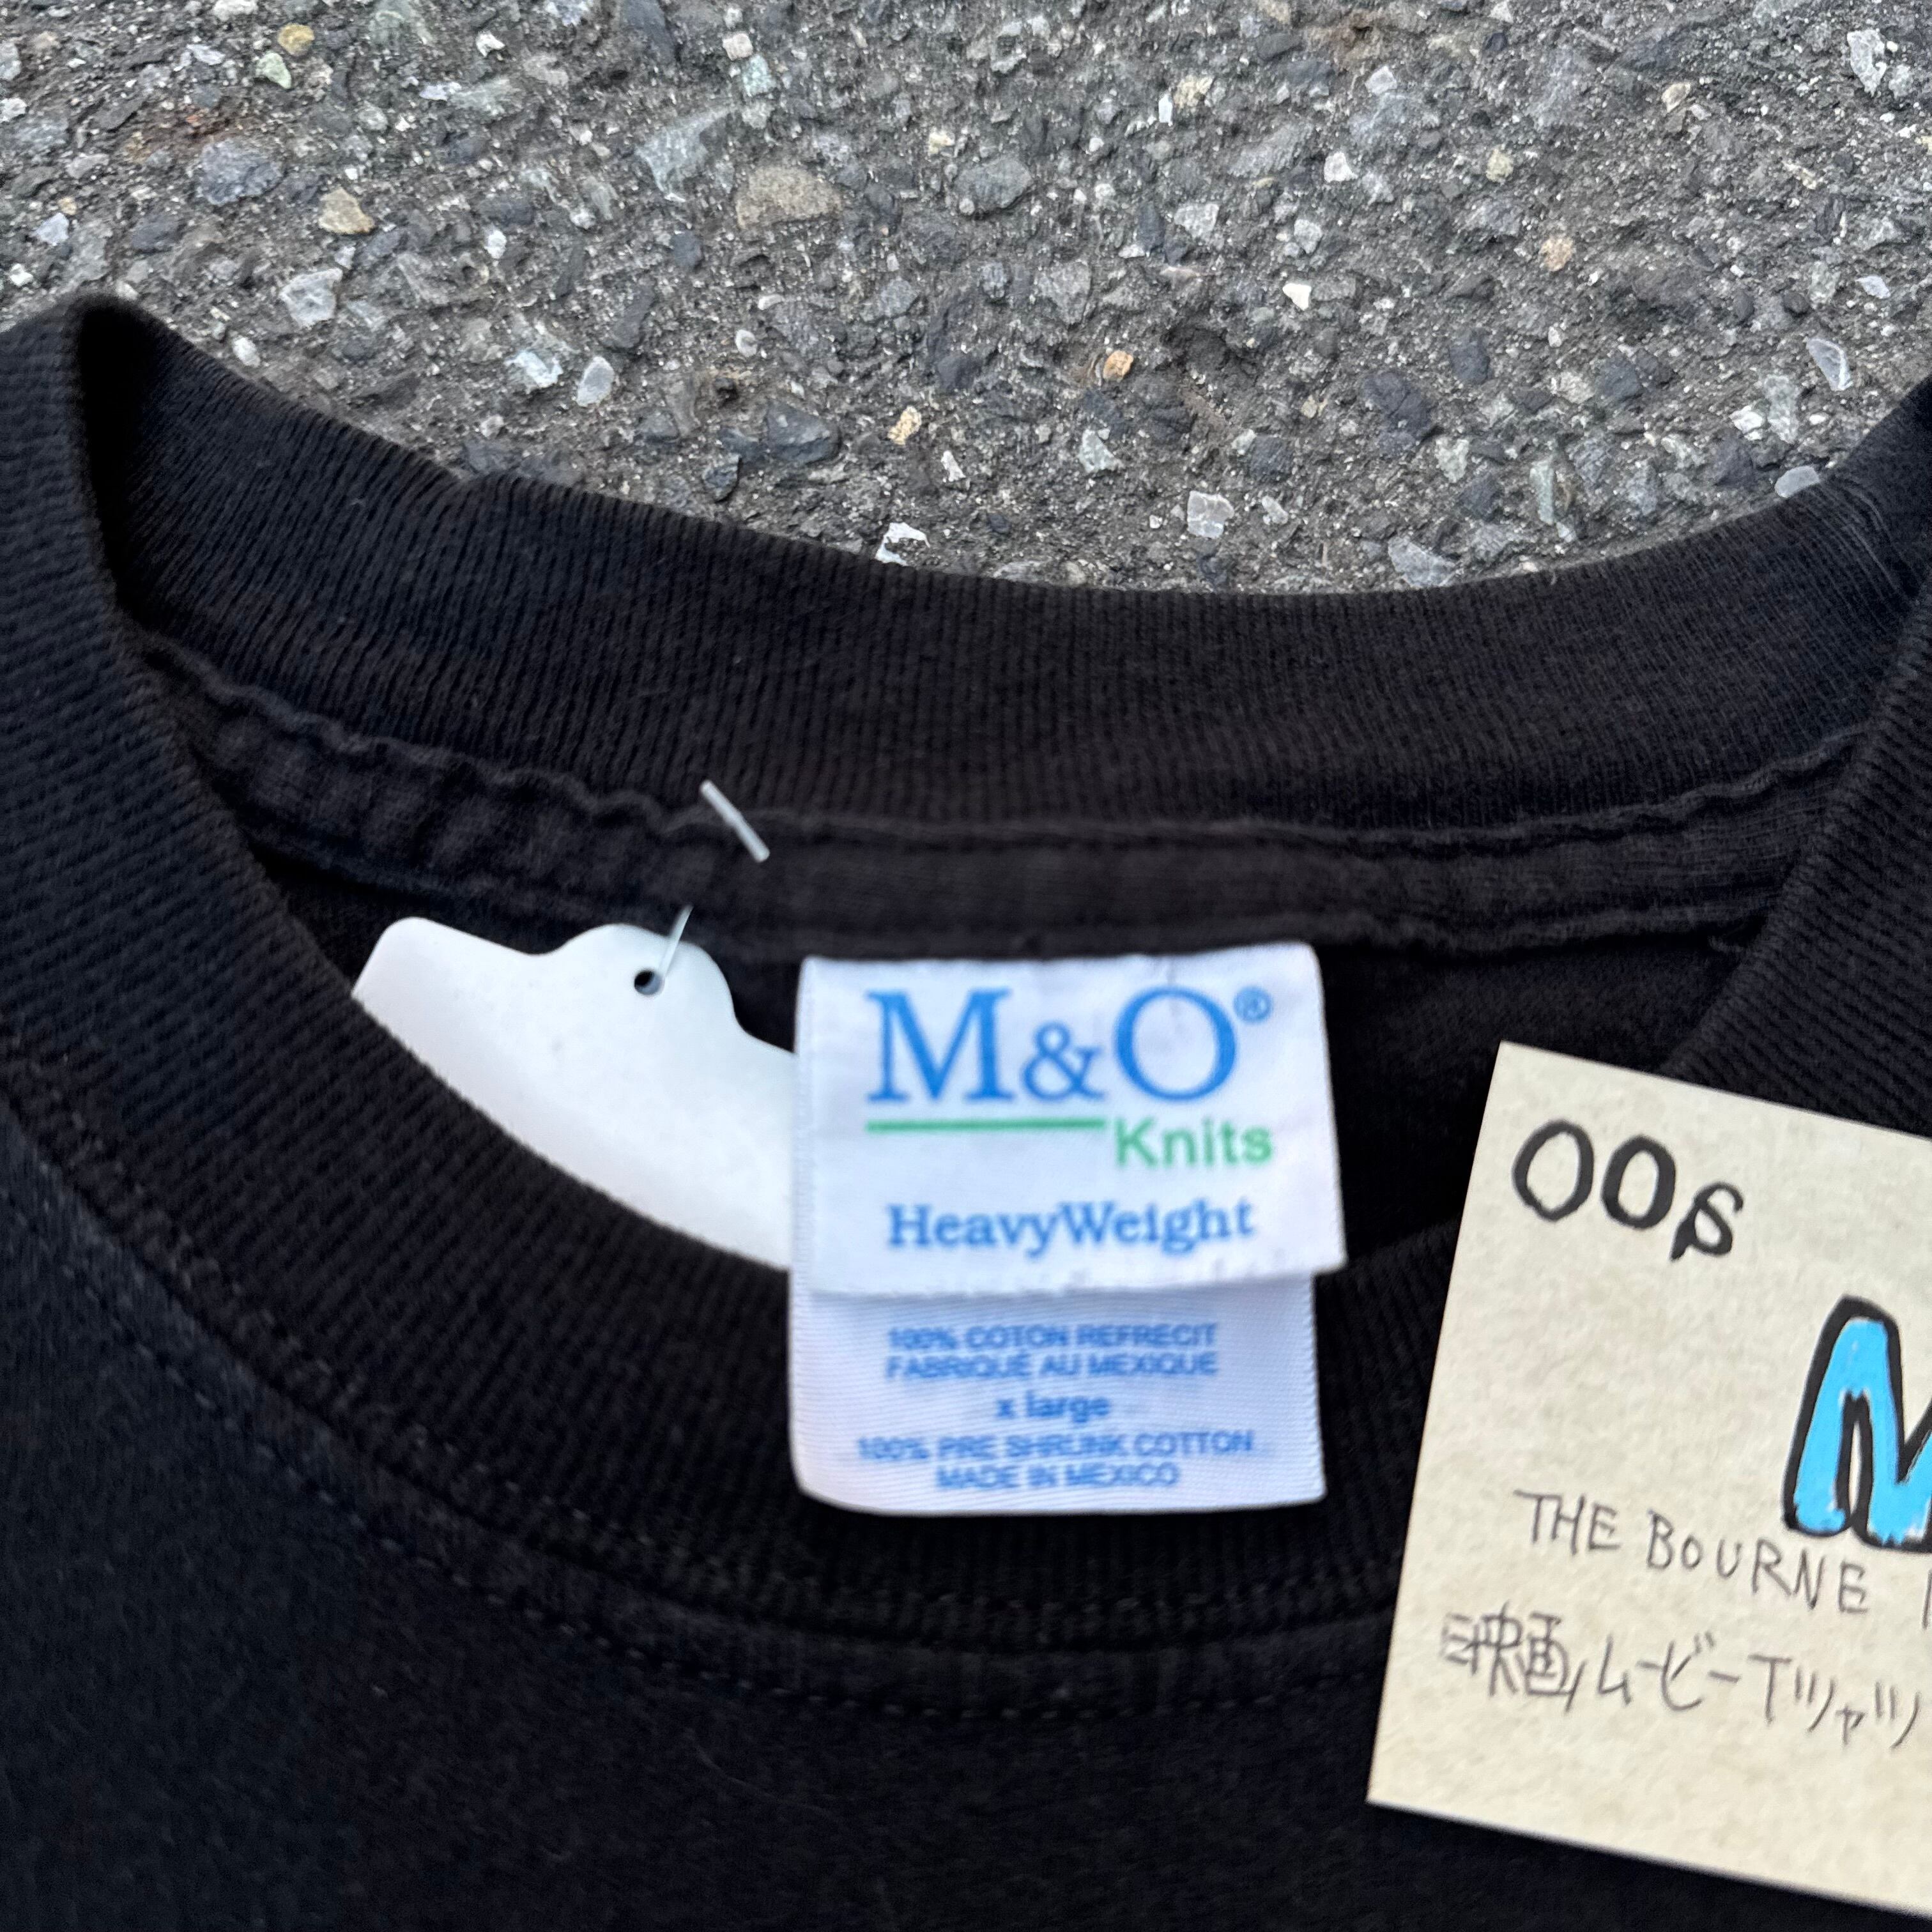 M&O®
Knits
HeavyWeight
100% COTON REFRECIT
FABRIQUÉ AU MEXIQUE
x large
100% PRE SHRUNK COTTON
MADE IN MEXICO
00s
M
THE BOURNE
映画ムービーTシャツ